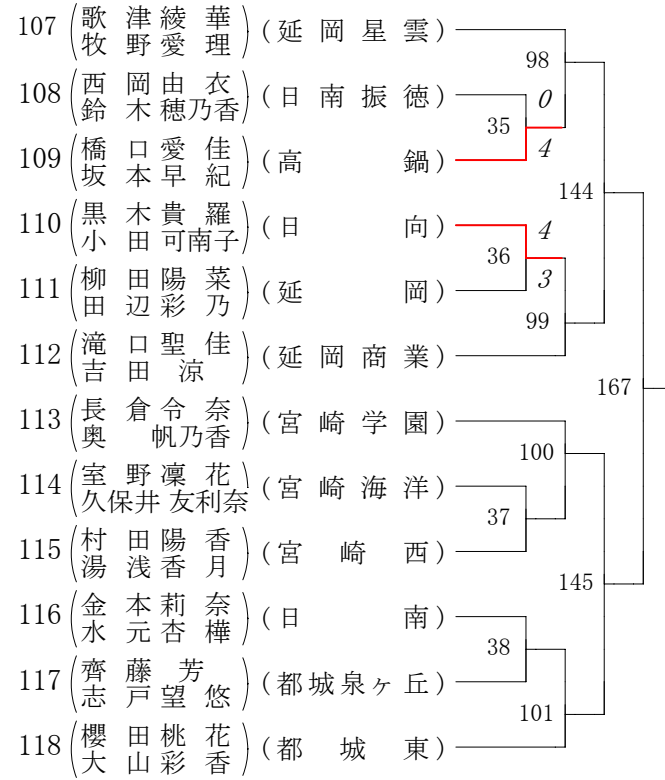 107 歌津綾華 (延岡星雲)
牧野愛理
98
108 西岡由衣 (日南振徳) 0
鈴木穂乃香
35
109 橋口愛佳 (高鍋) 4
坂本早紀
144
110 黒木貴羅 (日向) 4
小田可南子
36
111 柳田陽菜 (延岡) 3
田辺彩乃
99
112 滝口聖佳 (延岡商業)
吉田涼
167
113 長倉令奈 (宮崎学園)
奥帆乃香
100
114 室野凜花 (宮崎海洋)
久保井友利奈
37
115 村田陽香 (宮崎西)
湯浅香月
145
116 金本莉奈 (日南)
水元杏樺
38
117 齊藤芳 (都城泉ヶ丘)
志戸望悠
101
118 櫻田桃花 (都城東)
大山彩香